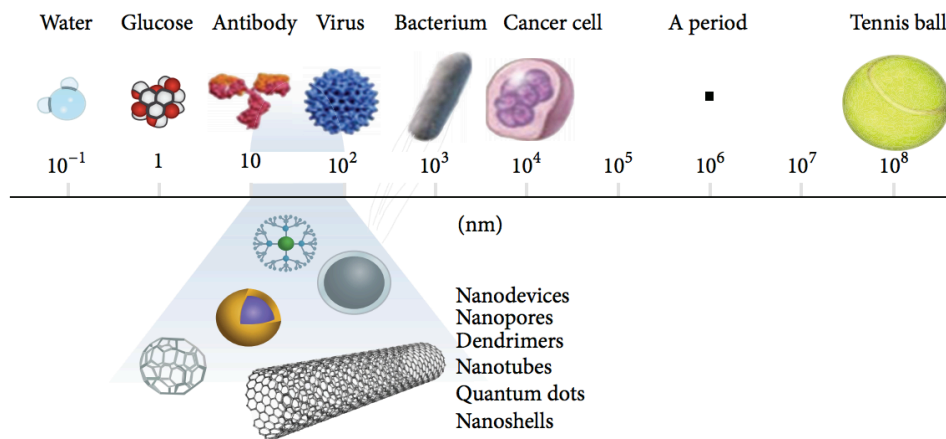 Water Glucose Antibody Virus Bacterium Cancer cell A period Tennis ball
10⁻¹ 1 10 10² 10³ 10⁴ 10⁵ 10⁶ 10⁷ 10⁸
(nm)
Nanodevices
Nanopores
Dendrimers
Nanotubes
Quantum dots
Nanoshells